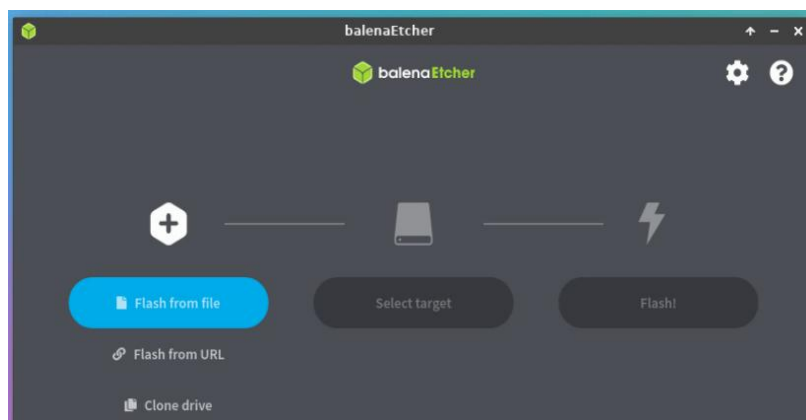 balenaEtcher
balenaEtcher
Flash from file
Select target
Flash!
Flash from URL
Clone drive